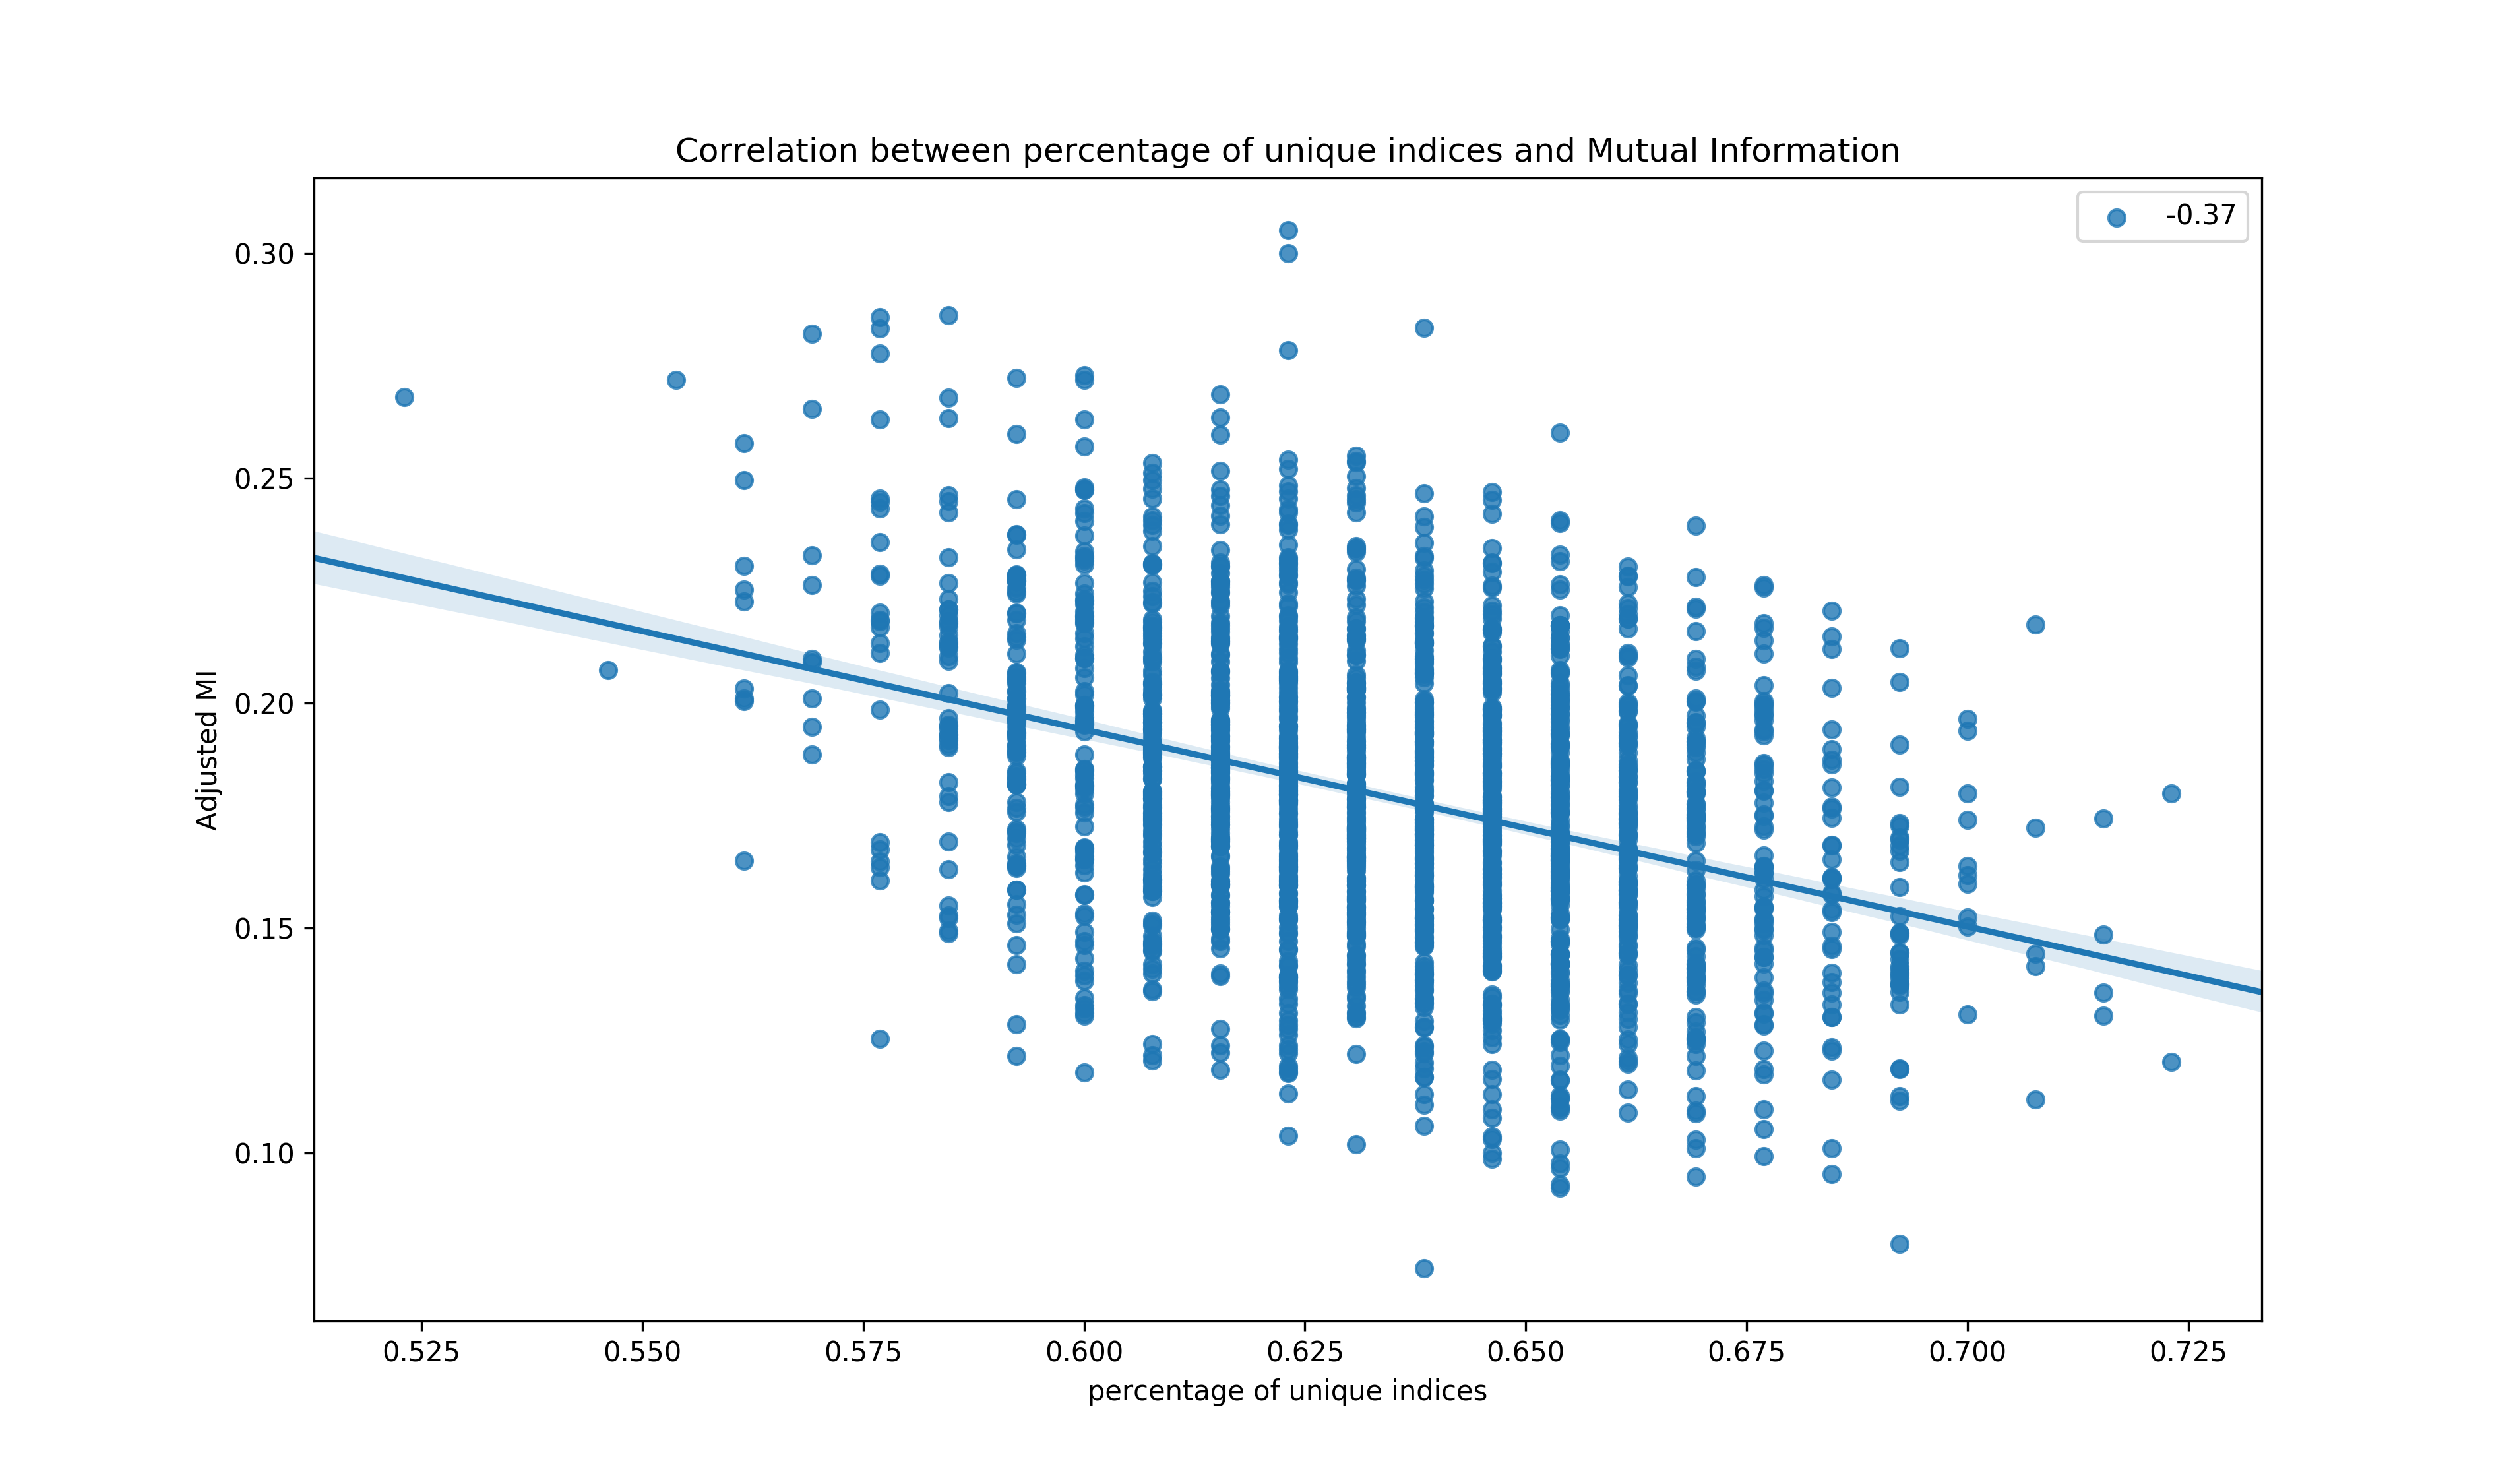 Correlation between percentage of unique indices and Mutual Information
-0.37
0.30
0.25
0.20
0.15
0.10
Adjusted MI
0.525 0.550 0.575 0.600 0.625 0.650 0.675 0.700 0.725
percentage of unique indices